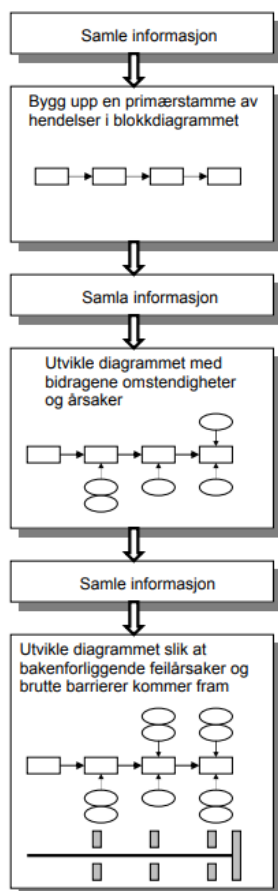 Samle informasjon
Bygg upp en primærstamme av
hendelser i blokkdiagrammet
Samla informasjon
Utvikle diagrammet med
bidragene omstendigheter
og årsaker
Samle informasjon
Utvikle diagrammet slik at
bakenforliggende feilårsaker og
brutte barrierer kommer fram